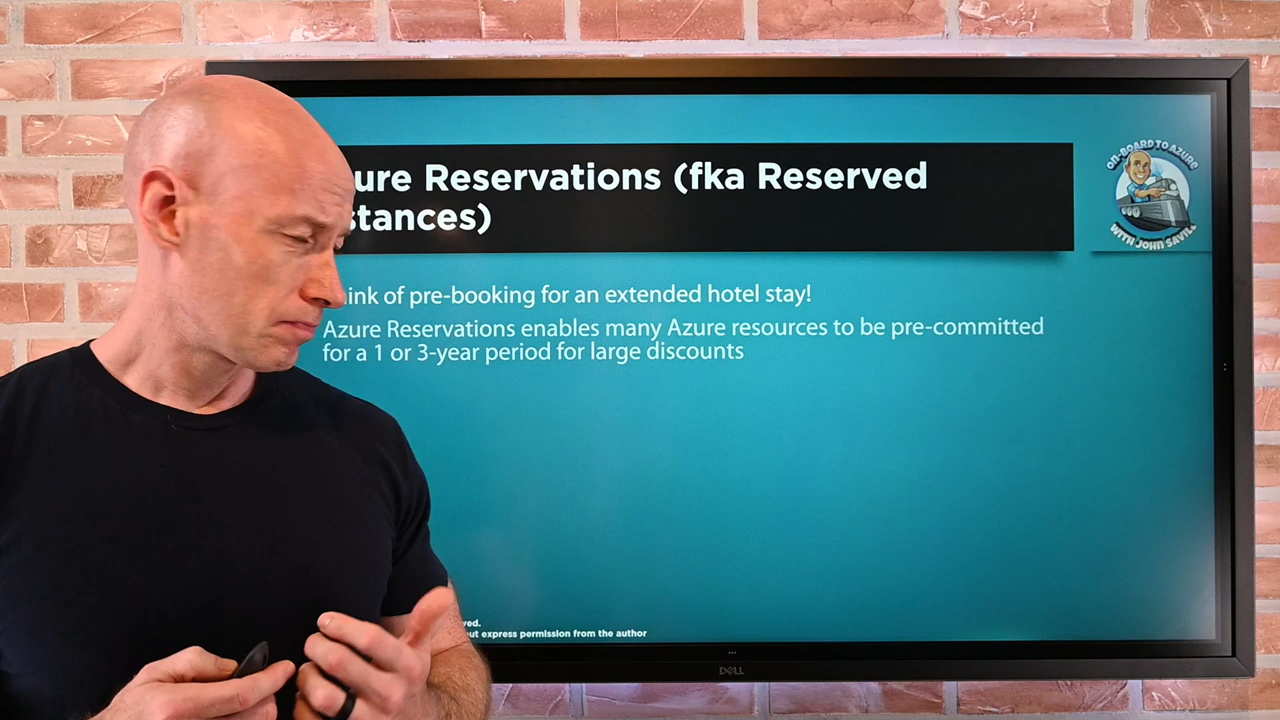 ure Reservations (fka Reserved
stances)
ON-BOARD TO AZURE
WITH JOHN SAVILL
ink of pre-booking for an extended hotel stay!
Azure Reservations enables many Azure resources to be pre-committed
for a 1 or 3-year period for large discounts
ved.
ut express permission from the author
DELL